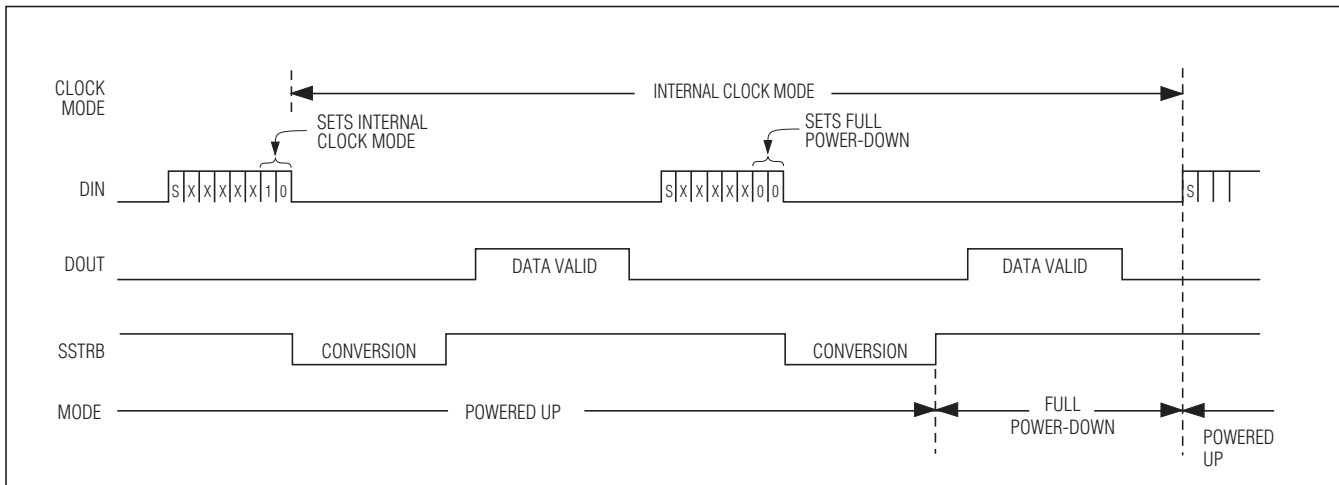 CLOCK
MODE
INTERNAL CLOCK MODE
SETS INTERNAL
CLOCK MODE
SETS FULL
POWER-DOWN
DIN
S X X X X X 1 0
S X X X X X 0 0
S
DOUT
DATA VALID
DATA VALID
SSTRB
CONVERSION
CONVERSION
MODE
POWERED UP
FULL
POWER-DOWN
POWERED
UP